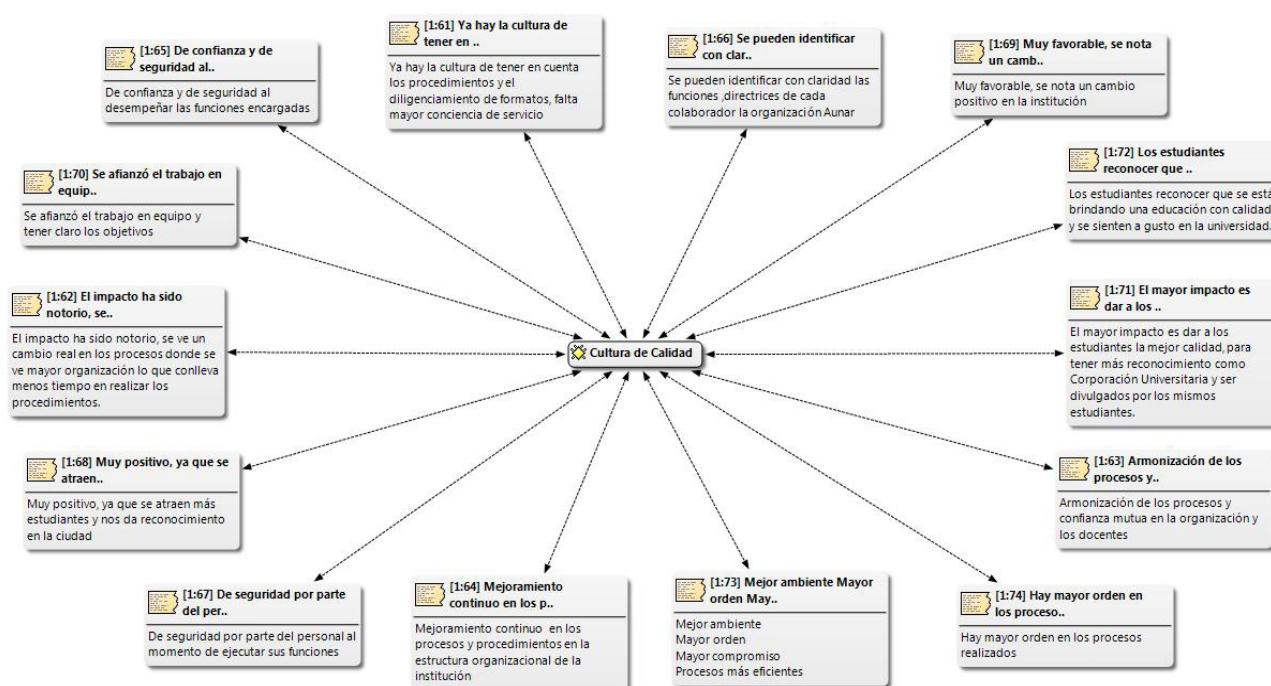 [1:61] Ya hay la cultura de
tener en ..
Ya hay la cultura de tener en cuenta
los procedimientos y el
diligenciamiento de formatos, falta
mayor conciencia de servicio
[1:65] De confianza y de
seguridad al..
De confianza y de seguridad al
desempeñar las funciones encargadas
[1:66] Se pueden identificar
con clar..
Se pueden identificar con claridad las
funciones ,directrices de cada
colaborador la organización Aunar
[1:69] Muy favorable, se nota
un camb..
Muy favorable, se nota un cambio
positivo en la institución
[1:70] Se afianzó el trabajo en
equip..
Se afianzó el trabajo en equipo y
tener claro los objetivos
[1:72] Los estudiantes
reconocer que ..
Los estudiantes reconocer que se está
brindando una educación con calidad
y se sienten a gusto en la universidad.
[1:62] El impacto ha sido
notorio, se..
El impacto ha sido notorio, se ve un
cambio real en los procesos donde se
ve mayor organización lo que conlleva
menos tiempo en realizar los
procedimientos.
Cultura de Calidad
[1:71] El mayor impacto es
dar a los ..
El mayor impacto es dar a los
estudiantes la mejor calidad, para
tener más reconocimiento como
Corporación Universitaria y ser
divulgados por los mismos
estudiantes.
[1:68] Muy positivo, ya que se
atraen..
Muy positivo, ya que se atraen más
estudiantes y nos da reconocimiento
en la ciudad
[1:63] Armonización de los
procesos y..
Armonización de los procesos y
confianza mutua en la organización y
los docentes
[1:67] De seguridad por parte
del per..
De seguridad por parte del personal al
momento de ejecutar sus funciones
[1:64] Mejoramiento
continuo en los p..
Mejoramiento continuo en los
procesos y procedimientos en la
estructura organizacional de la
institución
[1:73] Mejor ambiente Mayor
orden May..
Mejor ambiente
Mayor orden
Mayor compromiso
Procesos más eficientes
[1:74] Hay mayor orden en
los proceso..
Hay mayor orden en los procesos
realizados